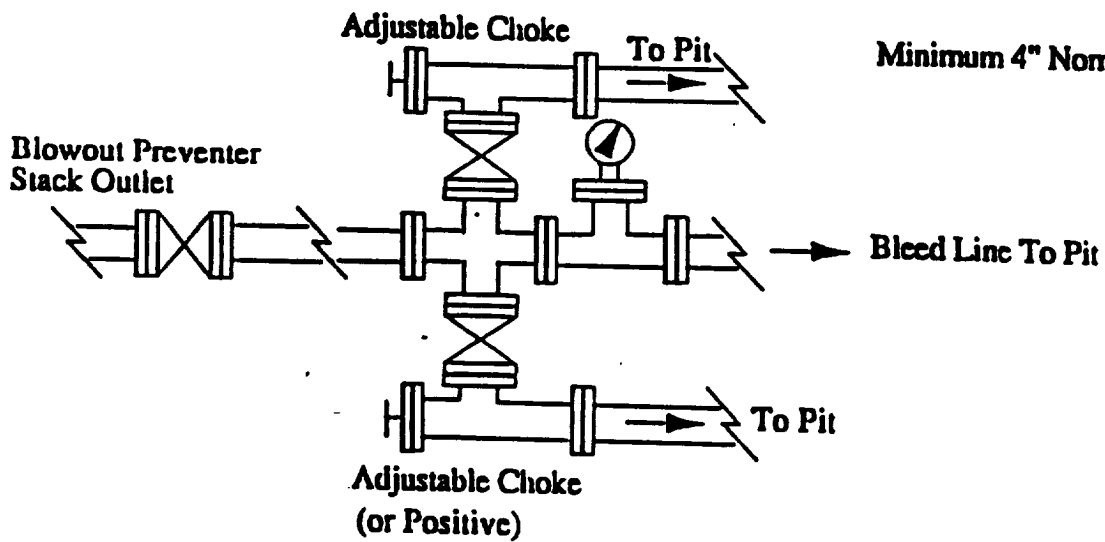 Adjustable Choke
To Pit
Minimum 4" Nom
Blowout Preventer
Stack Outlet
Bleed Line To Pit
To Pit
Adjustable Choke
(or Positive)